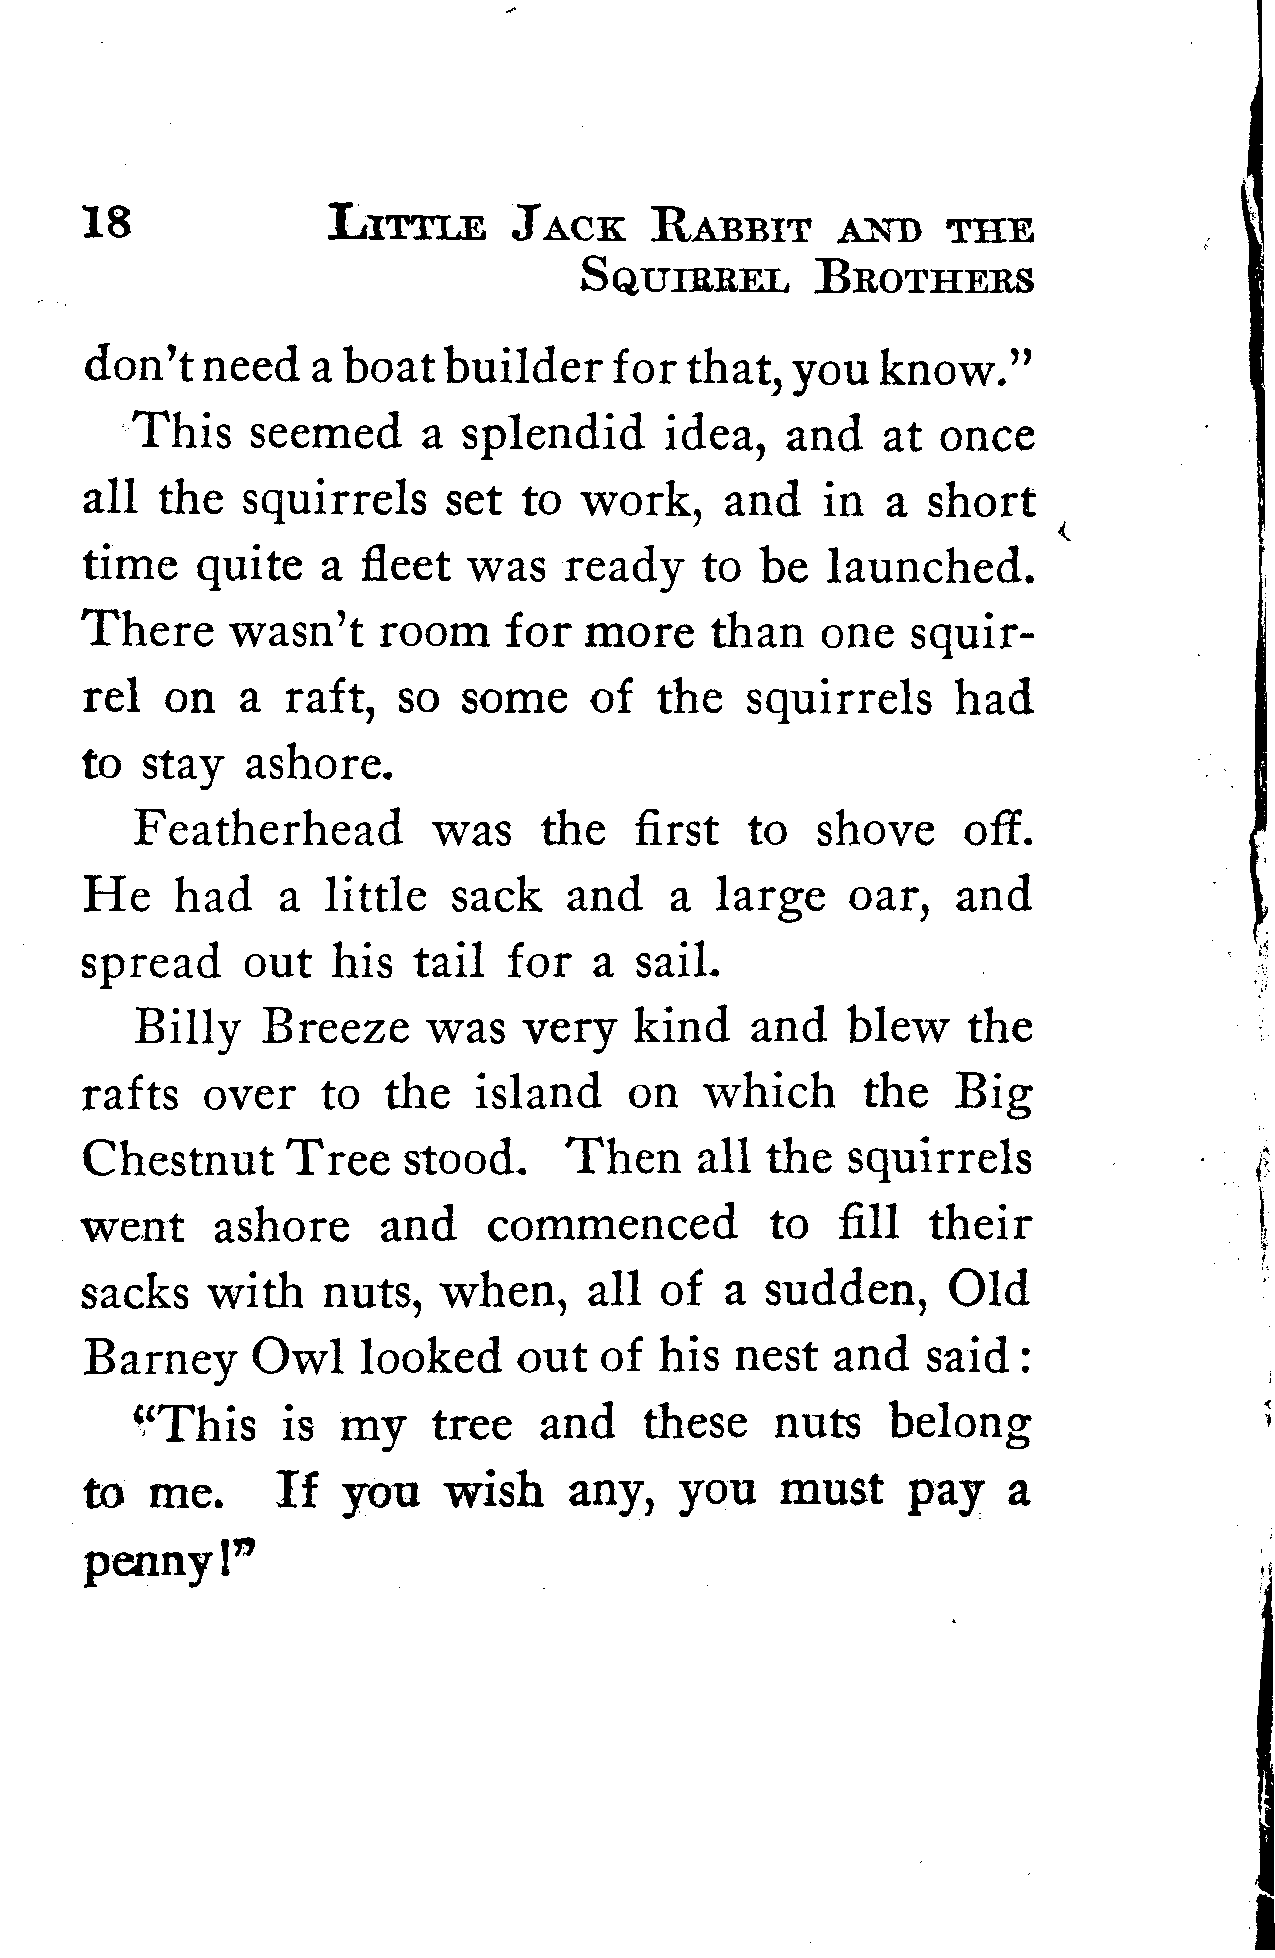 18 Little Jack Rabbit and the
Squirrel Brothers
don't need a boat builder for that, you know."
This seemed a splendid idea, and at once
all the squirrels set to work, and in a short
time quite a fleet was ready to be launched.
There wasn't room for more than one squir-
rel on a raft, so some of the squirrels had
to stay ashore.
Featherhead was the first to shove off.
He had a little sack and a large oar, and
spread out his tail for a sail.
Billy Breeze was very kind and blew the
rafts over to the island on which the Big
Chestnut Tree stood. Then all the squirrels
went ashore and commenced to fill their
sacks with nuts, when, all of a sudden, Old
Barney Owl looked out of his nest and said:
"This is my tree and these nuts belong
to me. If you wish any, you must pay a
penny!"